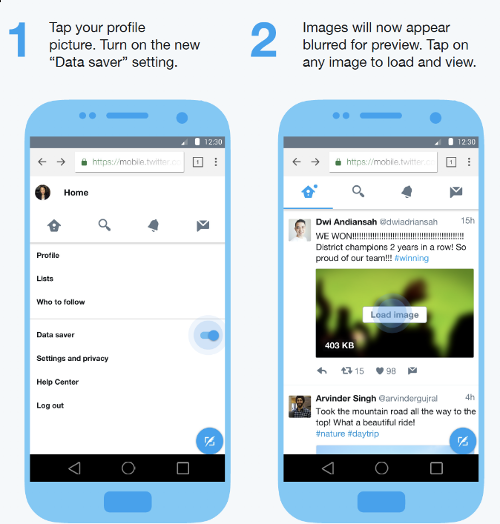 1
Tap your profile
picture. Turn on the new
“Data saver” setting.
12:30
https://mobile.twitter.c
1
Home
Profile
Lists
Who to follow
Data saver
Settings and privacy
Help Center
Log out
2
Images will now appear
blurred for preview. Tap on
any image to load and view.
12:30
https://mobile.twitter.co
1
Dwi Andiansah @dwiadriansah 15h
WE WON!!!!!!!!!!!!!!!!!!!!!!!!!!!!!!!!!!!!!!!!!!!!!!!!
District champions 2 years in a row! So
proud of our team!!! #winning
Load image
403 KB
15 98
Arvinder Singh @arvindergujral 4h
Took the mountain road all the way to the
top! What a beautiful ride!
#nature #daytrip